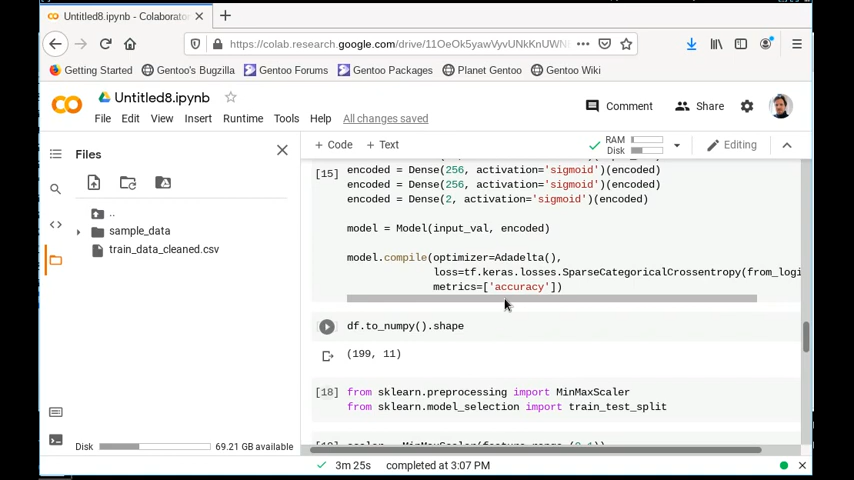 Untitled8.ipynb - Colaborator
https://colab.research.google.com/drive/11OeOk5yawVyvUNkKnUWN
Getting Started Gentoo's Bugzilla Gentoo Forums Gentoo Packages Planet Gentoo Gentoo Wiki
Untitled8.ipynb
Comment Share
File Edit View Insert Runtime Tools Help All changes saved
Files
+ Code + Text
RAM
Disk
Editing
..
sample_data
train_data_cleaned.csv
[15]
encoded = Dense(256, activation='sigmoid')(encoded)
encoded = Dense(256, activation='sigmoid')(encoded)
encoded = Dense(2, activation='sigmoid')(encoded)
model = Model(input_val, encoded)
model.compile(optimizer=Adadelta(),
loss=tf.keras.losses.SparseCategoricalCrossentropy(from_logi
metrics=['accuracy'])
df.to_numpy().shape
(199, 11)
[18] from sklearn.preprocessing import MinMaxScaler
from sklearn.model_selection import train_test_split
Disk 69.21 GB available
3m 25s completed at 3:07 PM